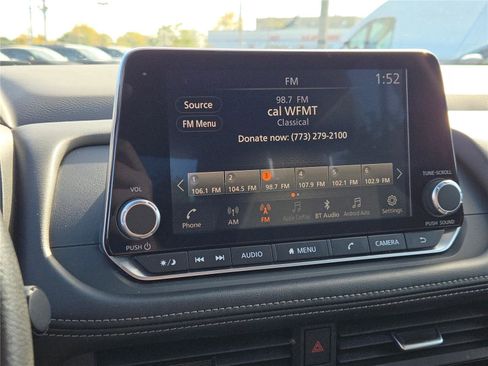 FM
1:52
98.7 FM
Source
cal WFMT
Classical
FM Menu
Donate now: (773) 279-2100
1 2 3 4 5 6
106.1 FM 104.5 FM 98.7 FM 107.9 FM 102.1 FM 102.9 FM
Phone AM FM Apple CarPlay BT Audio Android Auto Settings
VOL
TUNE·SCROLL
PUSH
PUSH SOUND
AUDIO MENU CAMERA